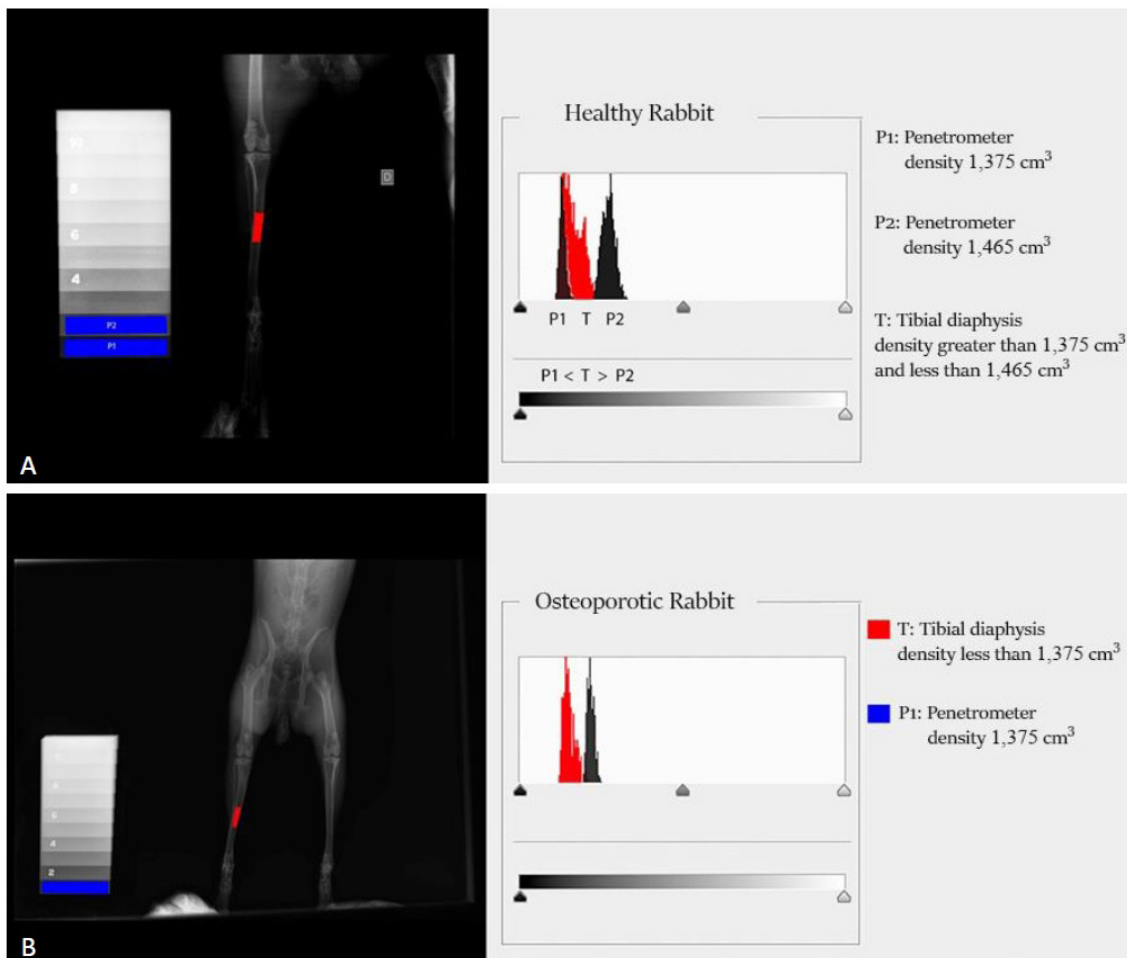 Healthy Rabbit
P1: Penetrometer
density 1,375 cm³
P2: Penetrometer
density 1,465 cm³
T: Tibial diaphysis
density greater than 1,375 cm³
and less than 1,465 cm³
P1 T P2
P1 < T > P2
10
8
6
4
P2
P1
D
A
Osteoporotic Rabbit
T: Tibial diaphysis
density less than 1,375 cm³
P1: Penetrometer
density 1,375 cm³
6
4
2
B